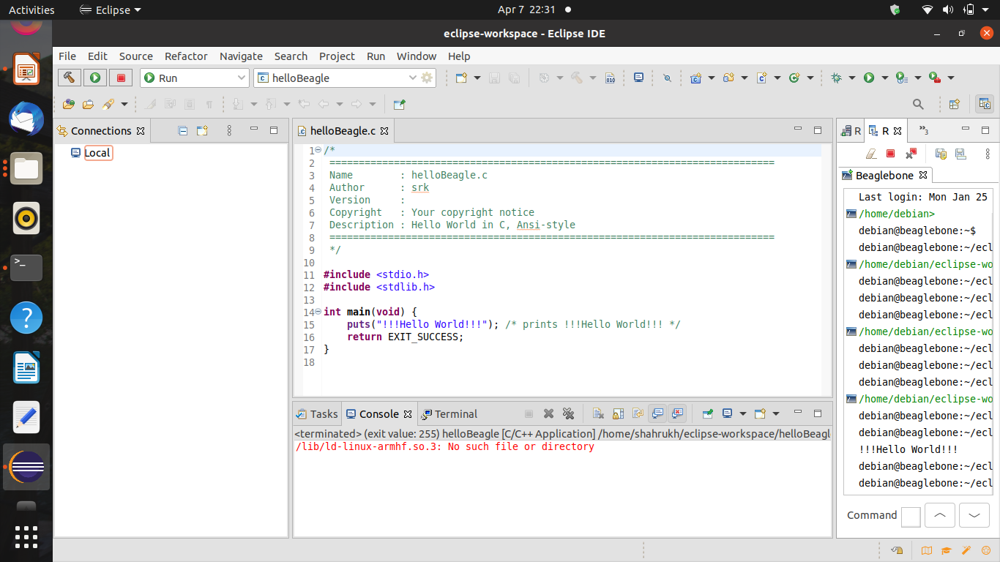 Activities Eclipse Apr 7 22:31
eclipse-workspace - Eclipse IDE
File Edit Source Refactor Navigate Search Project Run Window Help
Run helloBeagle
Connections
Local
helloBeagle.c
1 /*
2 ============================================================================
3 Name : helloBeagle.c
4 Author : srk
5 Version :
6 Copyright : Your copyright notice
7 Description : Hello World in C, Ansi-style
8 ============================================================================
9 */
10
11 #include <stdio.h>
12 #include <stdlib.h>
13
14 int main(void) {
15 puts("!!!Hello World!!!"); /* prints !!!Hello World!!! */
16 return EXIT_SUCCESS;
17 }
18
Tasks Console Terminal
<terminated> (exit value: 255) helloBeagle [C/C++ Application] /home/shahrukh/eclipse-workspace/helloBeagl
/lib/ld-linux-armhf.so.3: No such file or directory
R R »3
Beaglebone
Last login: Mon Jan 25
/home/debian>
debian@beaglebone:~$
debian@beaglebone:~/ecl
/home/debian/eclipse-wo
debian@beaglebone:~/ecl
debian@beaglebone:~/ecl
debian@beaglebone:~/ecl
/home/debian/eclipse-wo
debian@beaglebone:~/ecl
debian@beaglebone:~/ecl
debian@beaglebone:~/ecl
/home/debian/eclipse-wo
debian@beaglebone:~/ecl
debian@beaglebone:~/ecl
!!!Hello World!!!
debian@beaglebone:~/ecl
debian@beaglebone:~/ecl
Command